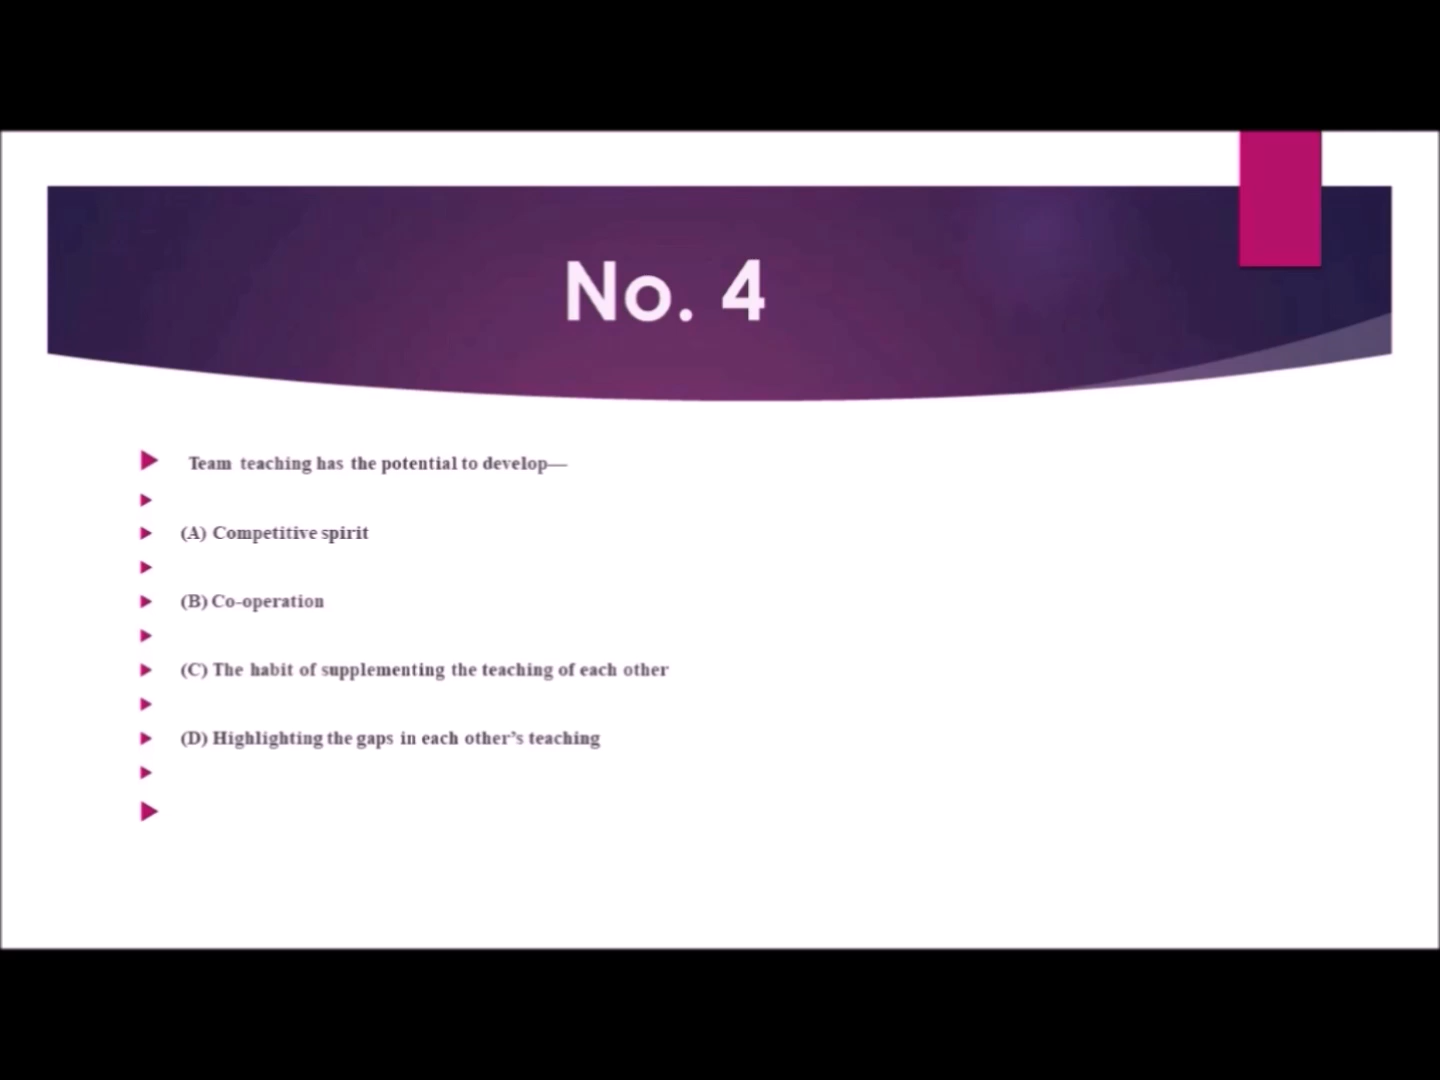 No. 4
Team teaching has the potential to develop—
(A) Competitive spirit
(B) Co-operation
(C) The habit of supplementing the teaching of each other
(D) Highlighting the gaps in each other’s teaching